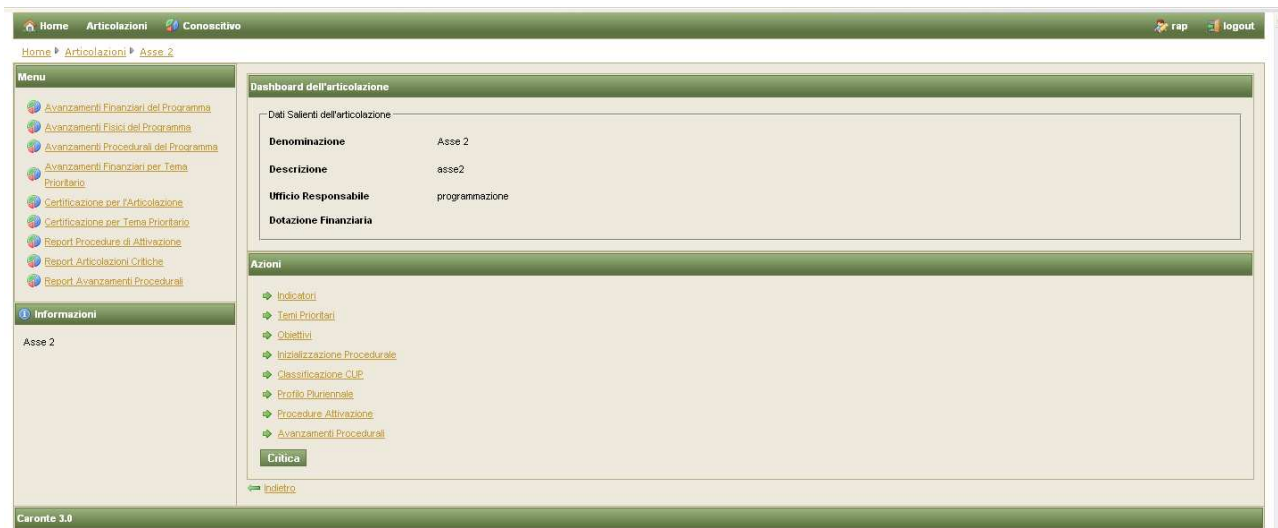 Home Articolazioni Conoscitivo rap logout
Home Articolazioni Asse 2
Menu
Avanzamenti Finanziari del Programma
Avanzamenti Fisici del Programma
Avanzamenti Procedurali del Programma
Avanzamenti Finanziari per Tema
Prioritario
Certificazione per l'Articolazione
Certificazione per Tema Prioritario
Report Procedure di Attivazione
Report Articolazioni Critiche
Report Avanzamenti Procedurali
Informazioni
Asse 2
Dashboard dell'articolazione
Dati Salienti dell'articolazione
Denominazione Asse 2
Descrizione asse2
Ufficio Responsabile programmazione
Dotazione Finanziaria
Azioni
Indicatori
Temi Prioritari
Obiettivi
Inizializzazione Procedurale
Classificazione CUP
Profilo Pluriennale
Procedure Attivazione
Avanzamenti Procedurali
Critica
Indietro
Caronte 3.0